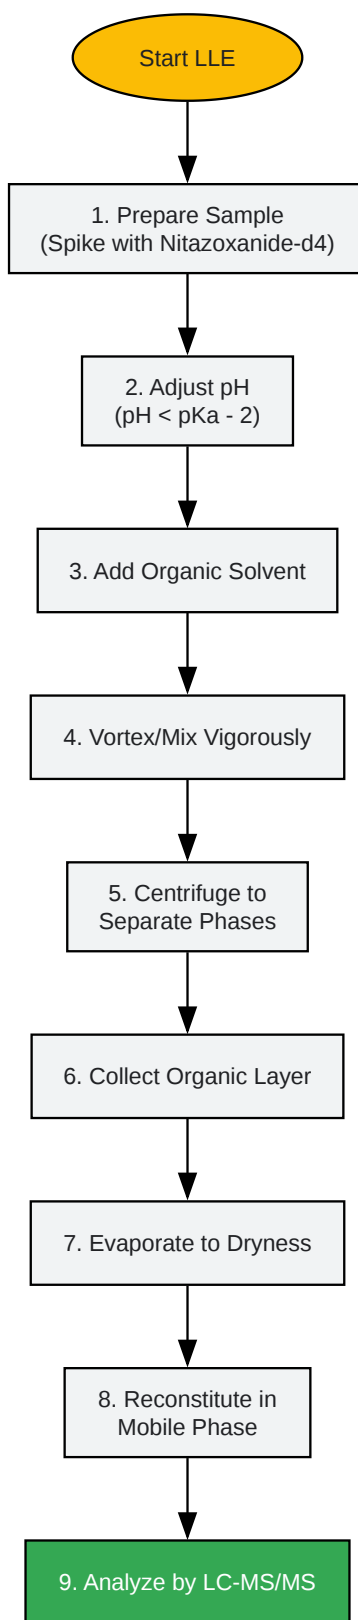 Start LLE
1. Prepare Sample
(Spike with Nitazoxanide-d4)
2. Adjust pH
(pH < pKa - 2)
3. Add Organic Solvent
4. Vortex/Mix Vigorously
5. Centrifuge to
Separate Phases
6. Collect Organic Layer
7. Evaporate to Dryness
8. Reconstitute in
Mobile Phase
9. Analyze by LC-MS/MS